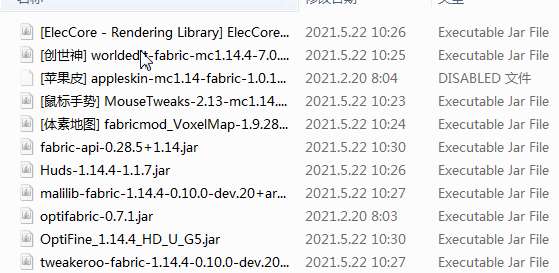 名称 修改日期 类型
[ElecCore - Rendering Library] ElecCore... 2021.5.22 10:26 Executable Jar File
[创世神] worldedit-fabric-mc1.14.4-7.0.... 2021.5.22 10:25 Executable Jar File
[苹果皮] appleskin-mc1.14-fabric-1.0.1... 2021.2.20 8:04 DISABLED 文件
[鼠标手势] MouseTweaks-2.13-mc1.14.... 2021.5.22 10:23 Executable Jar File
[体素地图] fabricmod_VoxelMap-1.9.28... 2021.5.22 10:24 Executable Jar File
fabric-api-0.28.5+1.14.jar 2021.5.22 10:30 Executable Jar File
Huds-1.14.4-1.1.7.jar 2021.5.22 10:26 Executable Jar File
malilib-fabric-1.14.4-0.10.0-dev.20+ar... 2021.5.22 10:27 Executable Jar File
optifabric-0.7.1.jar 2021.2.20 8:03 Executable Jar File
OptiFine_1.14.4_HD_U_G5.jar 2021.5.22 10:30 Executable Jar File
tweakeroo-fabric-1.14.4-0.10.0-dev.20... 2021.5.22 10:27 Executable Jar File